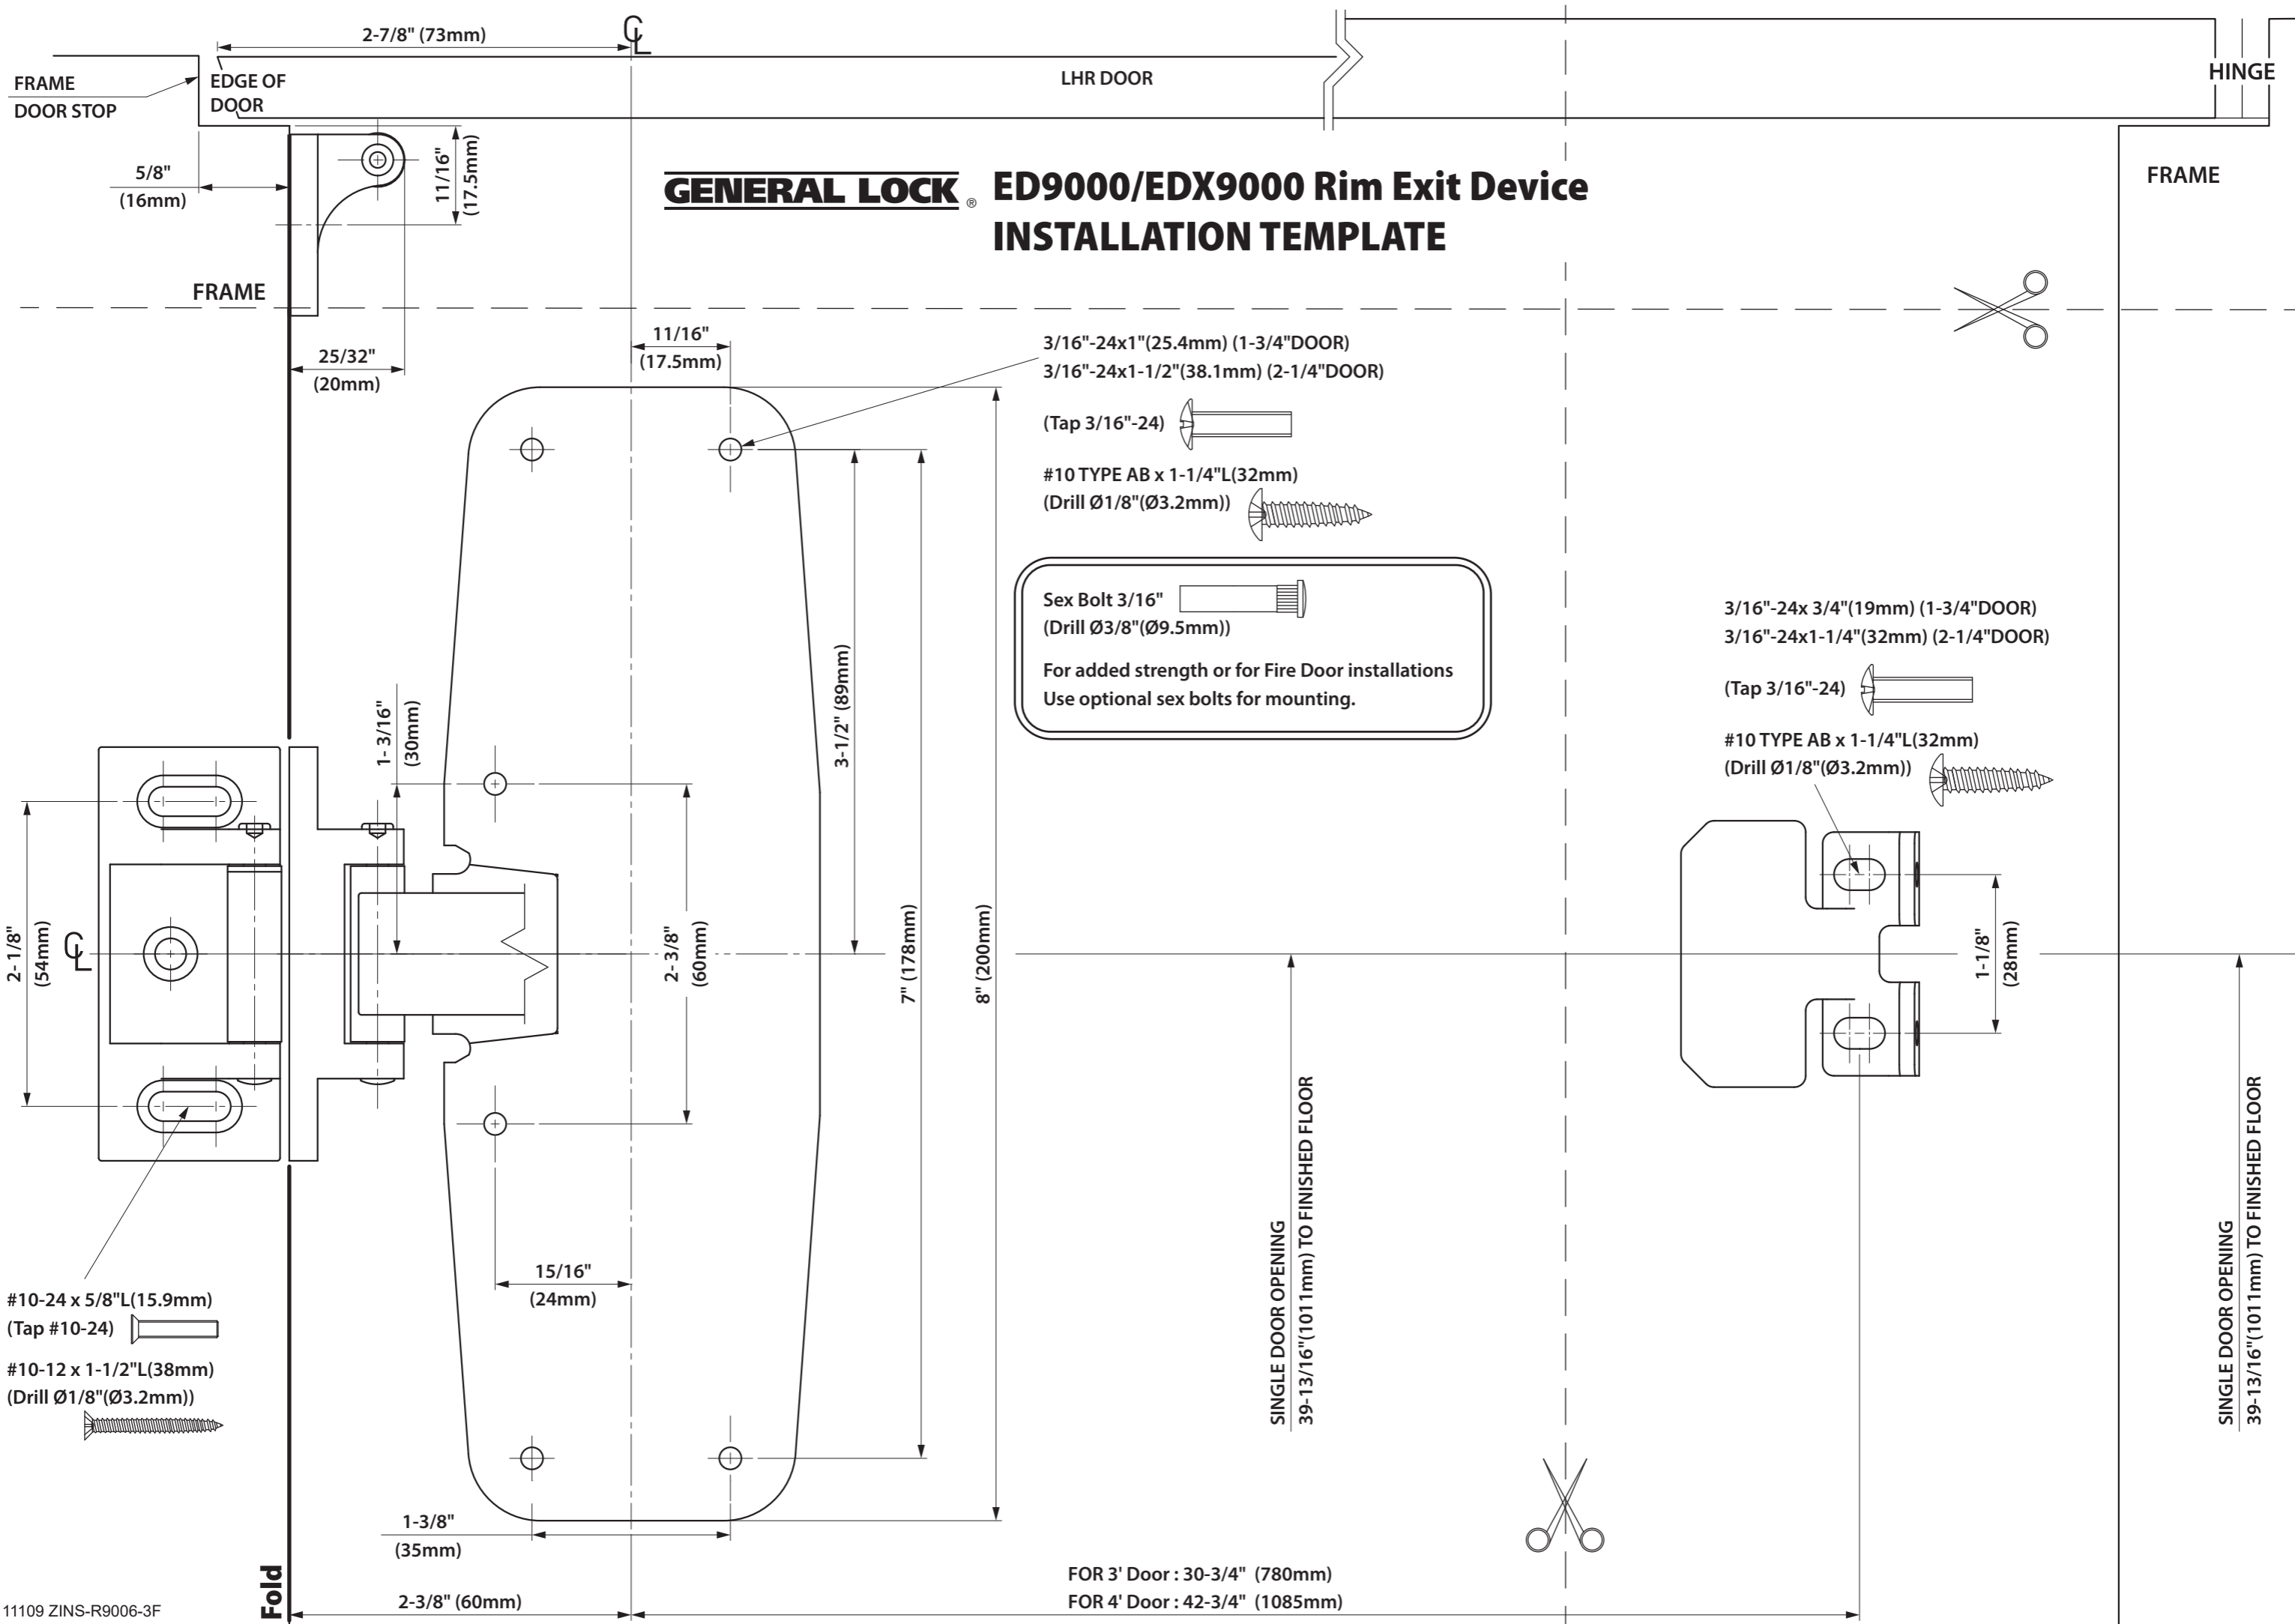 2-7/8" (73mm)
CL
FRAME
DOOR STOP
EDGE OF
DOOR
LHR DOOR
HINGE
5/8"
(16mm)
11/16"
(17.5mm)
GENERAL LOCK ® ED9000/EDX9000 Rim Exit Device
INSTALLATION TEMPLATE
FRAME
FRAME
25/32"
(20mm)
11/16"
(17.5mm)
3/16"-24x1"(25.4mm) (1-3/4"DOOR)
3/16"-24x1-1/2"(38.1mm) (2-1/4"DOOR)
(Tap 3/16"-24)
#10 TYPE AB x 1-1/4"L(32mm)
(Drill Ø1/8"(Ø3.2mm))
Sex Bolt 3/16"
(Drill Ø3/8"(Ø9.5mm))
For added strength or for Fire Door installations
Use optional sex bolts for mounting.
3/16"-24x 3/4"(19mm) (1-3/4"DOOR)
3/16"-24x1-1/4"(32mm) (2-1/4"DOOR)
(Tap 3/16"-24)
#10 TYPE AB x 1-1/4"L(32mm)
(Drill Ø1/8"(Ø3.2mm))
1- 3/16"
(30mm)
3-1/2" (89mm)
2- 1/8"
(54mm)
CL
2- 3/8"
(60mm)
7" (178mm)
8" (200mm)
1-1/8"
(28mm)
SINGLE DOOR OPENING
39-13/16"(1011mm) TO FINISHED FLOOR
SINGLE DOOR OPENING
39-13/16"(1011mm) TO FINISHED FLOOR
15/16"
(24mm)
#10-24 x 5/8"L(15.9mm)
(Tap #10-24)
#10-12 x 1-1/2"L(38mm)
(Drill Ø1/8"(Ø3.2mm))
1-3/8"
(35mm)
Fold
2-3/8" (60mm)
FOR 3' Door : 30-3/4" (780mm)
FOR 4' Door : 42-3/4" (1085mm)
11109 ZINS-R9006-3F